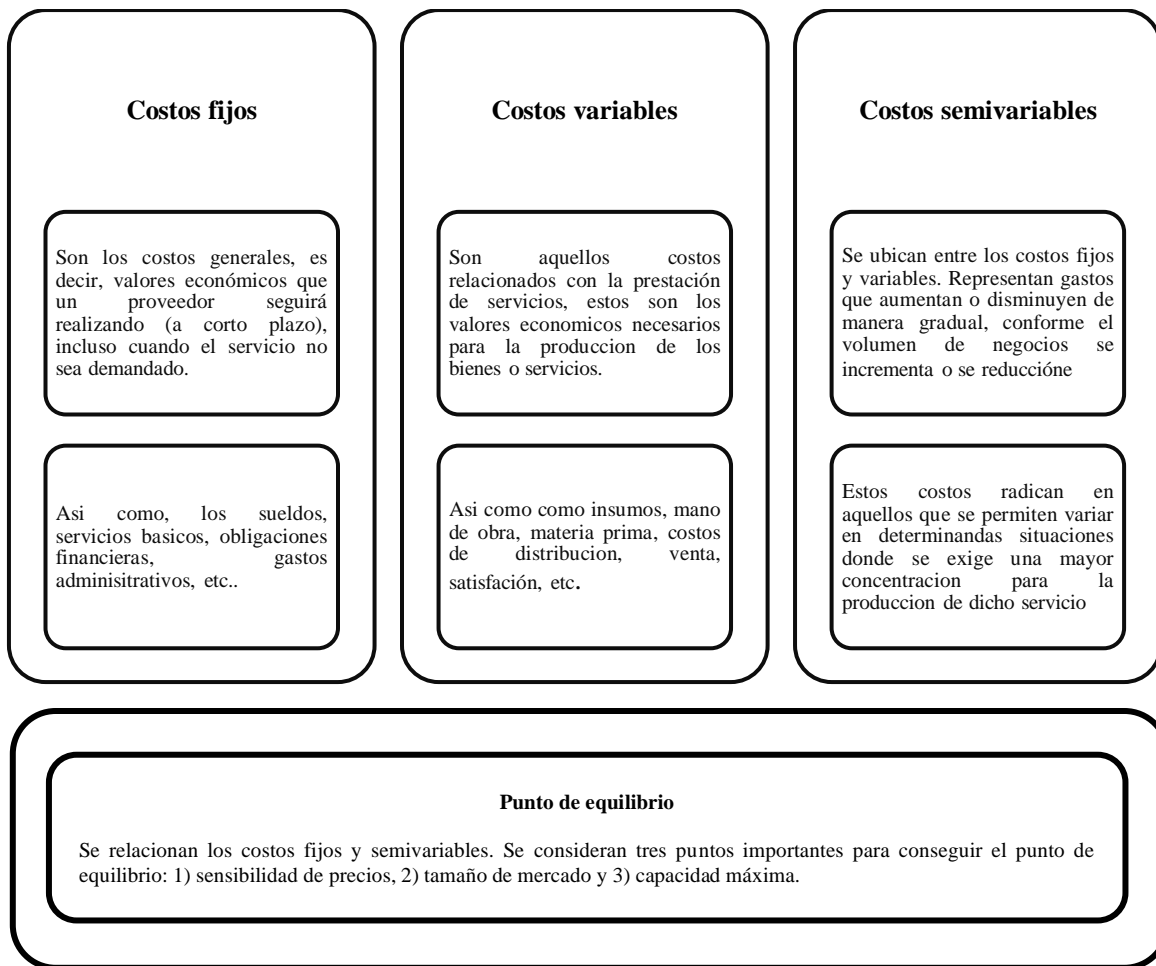 Costos fijos
Son los costos generales, es
decir, valores económicos que
un proveedor seguirá
realizando (a corto plazo),
incluso cuando el servicio no
sea demandado.
Asi como, los sueldos,
servicios basicos, obligaciones
financieras, gastos
adminisitrativos, etc..
Costos variables
Son aquellos costos
relacionados con la prestación
de servicios, estos son los
valores economicos necesarios
para la produccion de los
bienes o servicios.
Asi como como insumos, mano
de obra, materia prima, costos
de distribucion, venta,
satisfación, etc.
Costos semivariables
Se ubican entre los costos fijos
y variables. Representan gastos
que aumentan o disminuyen de
manera gradual, conforme el
volumen de negocios se
incrementa o se reduccióne
Estos costos radican en
aquellos que se permiten variar
en determinandas situaciones
donde se exige una mayor
concentracion para la
produccion de dicho servicio
Punto de equilibrio
Se relacionan los costos fijos y semivariables. Se consideran tres puntos importantes para conseguir el punto de
equilibrio: 1) sensibilidad de precios, 2) tamaño de mercado y 3) capacidad máxima.